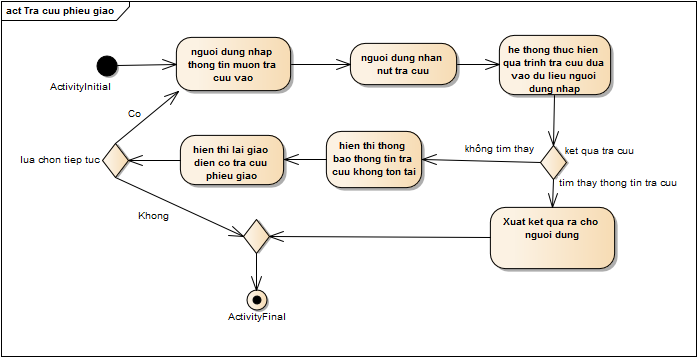 act Tra cuu phieu giao
nguoi dung nhap
thong tin muon tra
cuu vao
nguoi dung nhan
nut tra cuu
he thong thuc hien
qua trinh tra cuu dua
vao du lieu nguoi
dung nhap
ActivityInitial
Co
lua chon tiep tuc
hien thi lai giao
dien co tra cuu
phieu giao
hien thi thong
bao thong tin tra
cuu khong ton tai
không tim thay
ket qua tra cuu
tim thay thong tin tra cuu
Khong
Xuat ket qua ra cho
nguoi dung
ActivityFinal